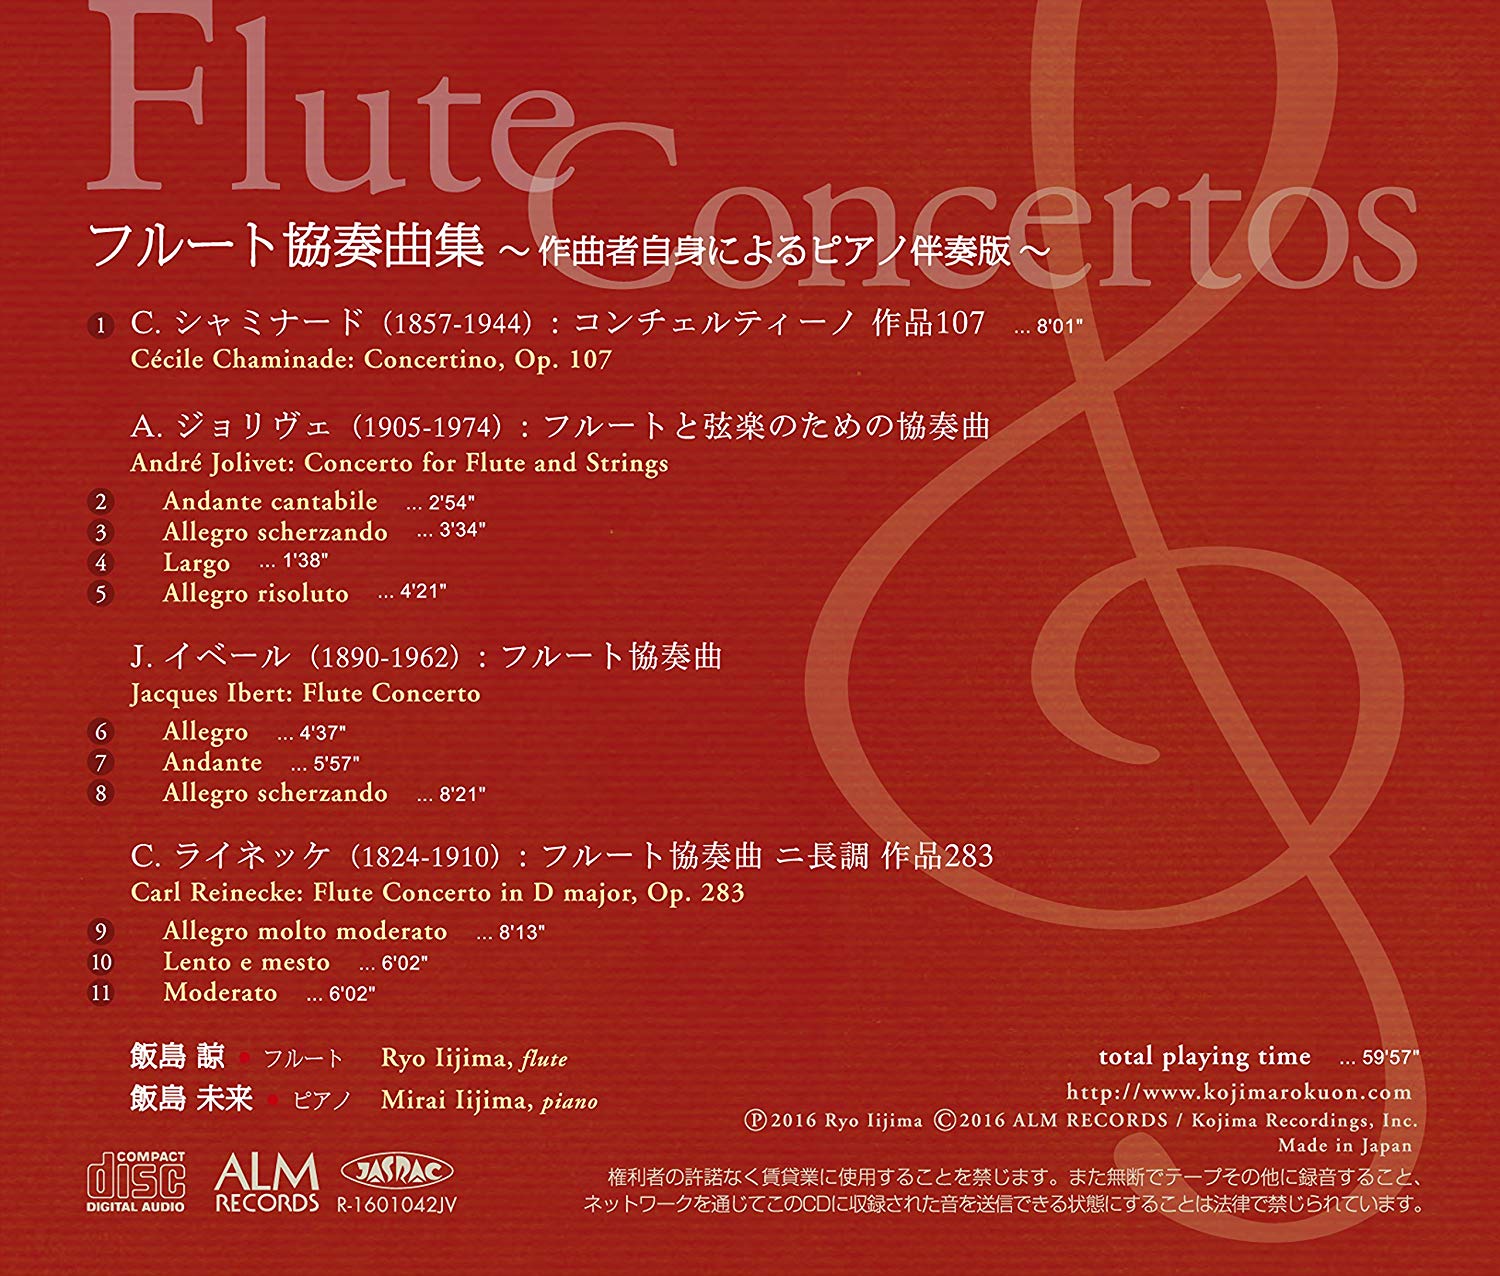 Flute
Concertos
フルート協奏曲集 ～作曲者自身によるピアノ伴奏版～
1 C. シャミナード（1857-1944）: コンチェルティーノ 作品107 ... 8'01"
Cécile Chaminade: Concertino, Op. 107
A. ジョリヴェ（1905-1974）: フルートと弦楽のための協奏曲
André Jolivet: Concerto for Flute and Strings
2 Andante cantabile ... 2'54"
3 Allegro scherzando ... 3'34"
4 Largo ... 1'38"
5 Allegro risoluto ... 4'21"
J. イベール（1890-1962）: フルート協奏曲
Jacques Ibert: Flute Concerto
6 Allegro ... 4'37"
7 Andante ... 5'57"
8 Allegro scherzando ... 8'21"
C. ライネッケ（1824-1910）: フルート協奏曲 ニ長調 作品283
Carl Reinecke: Flute Concerto in D major, Op. 283
9 Allegro molto moderato ... 8'13"
10 Lento e mesto ... 6'02"
11 Moderato ... 6'02"
飯島 諒 ● フルート Ryo Iijima, flute
飯島 未来 ● ピアノ Mirai Iijima, piano
total playing time ... 59'57"
http://www.kojimarokuon.com
Ⓟ2016 Ryo Iijima Ⓒ2016 ALM RECORDS / Kojima Recordings, Inc.
Made in Japan
COMPACT
disc
DIGITAL AUDIO
ALM
RECORDS
JASRAC
R-1601042JV
権利者の許諾なく賃貸業に使用することを禁じます。また無断でテープその他に録音すること、
ネットワークを通じてこのCDに収録された音を送信できる状態にすることは法律で禁じられています。